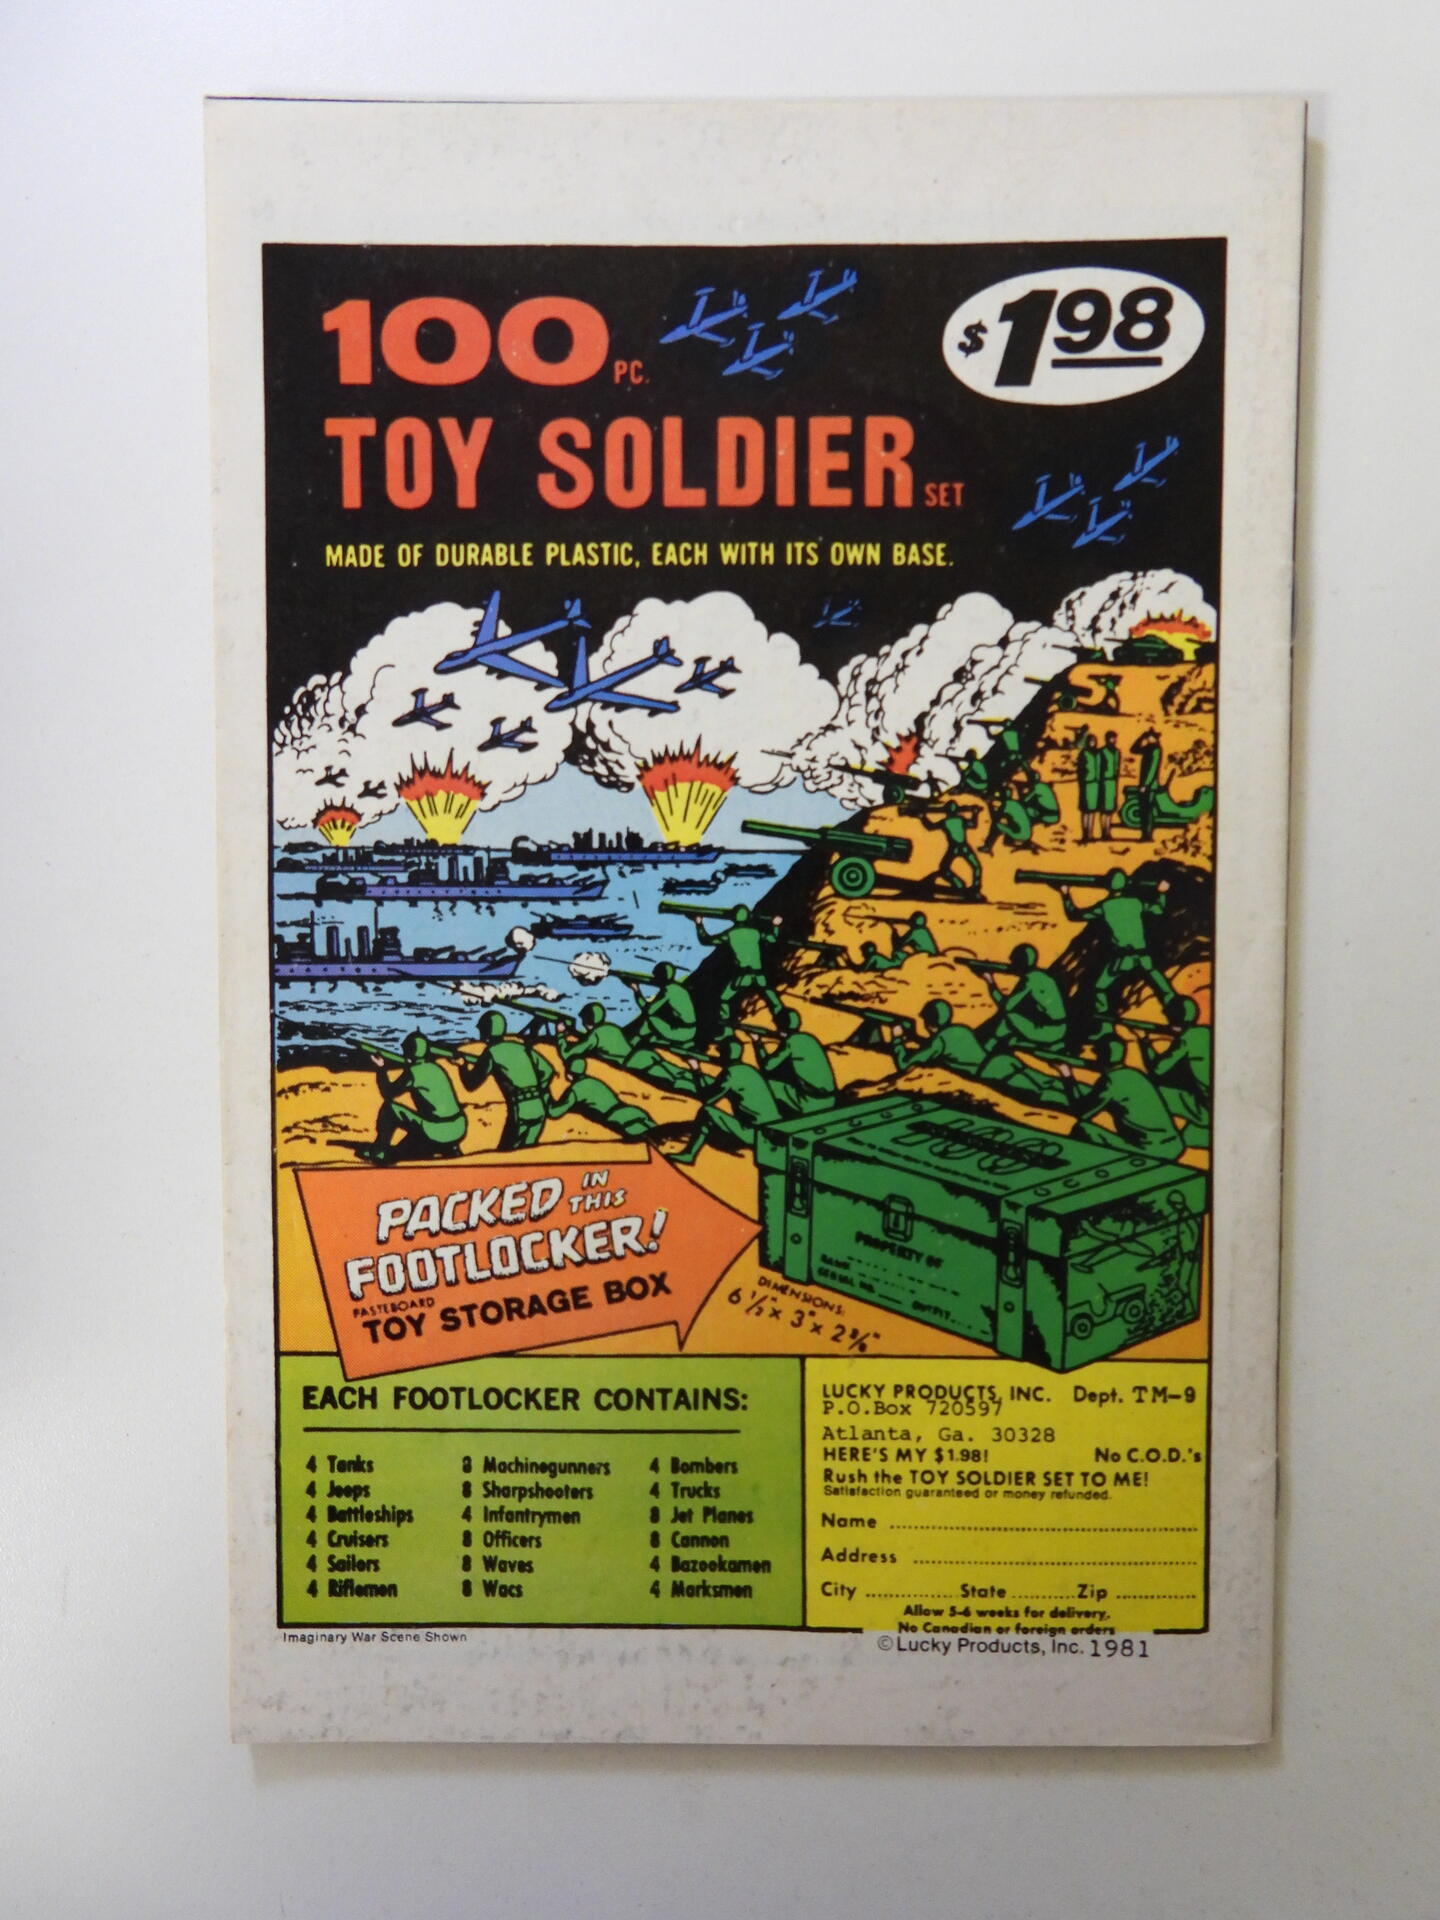 100 PC.
$1.98
TOY SOLDIER SET
MADE OF DURABLE PLASTIC, EACH WITH ITS OWN BASE.
PACKED IN THIS
FOOTLOCKER!
PASTEBOARD
TOY STORAGE BOX
PROPERTY OF
SERIAL NO.
DIMENSIONS:
6 1/2" x 3" x 2 3/8"
EACH FOOTLOCKER CONTAINS:
4 Tanks
4 Jeeps
4 Battleships
4 Cruisers
4 Sailors
4 Riflemen
8 Machinegunners
8 Sharpshooters
4 Infantrymen
8 Officers
8 Waves
8 Wacs
4 Bombers
4 Trucks
8 Jet Planes
8 Cannon
4 Bazookamen
4 Marksmen
LUCKY PRODUCTS, INC. Dept. TM-9
P.O.Box 720597
Atlanta, Ga. 30328
HERE'S MY $1.98! No C.O.D.'s
Rush the TOY SOLDIER SET TO ME!
Satisfaction guaranteed or money refunded.
Name
Address
City State Zip
Allow 5-6 weeks for delivery.
No Canadian or foreign orders
Imaginary War Scene Shown
© Lucky Products, Inc. 1981